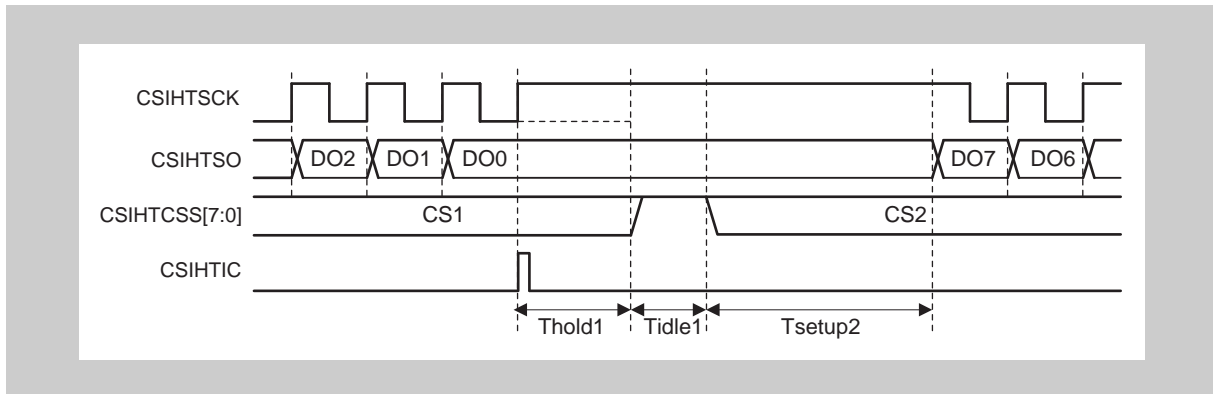 CSIHTSCK
CSIHTSO DO2 DO1 DO0 DO7 DO6
CSIHTCSS[7:0] CS1 CS2
CSIHTIC
Thold1 Tidle1 Tsetup2